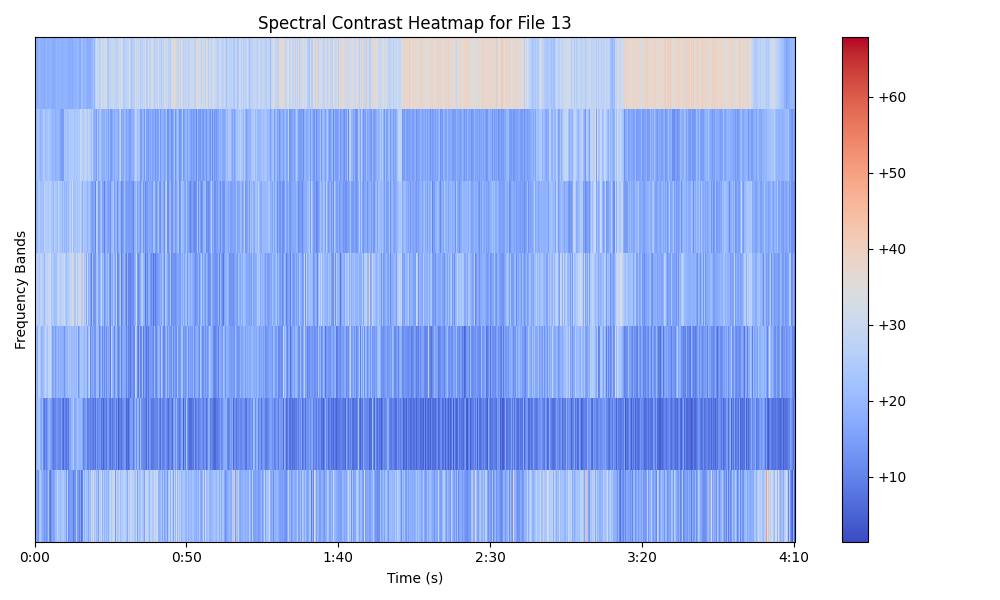 Spectral Contrast Heatmap for File 13
Frequency Bands
+60
+50
+40
+30
+20
+10
0:00 0:50 1:40 2:30 3:20 4:10
Time (s)